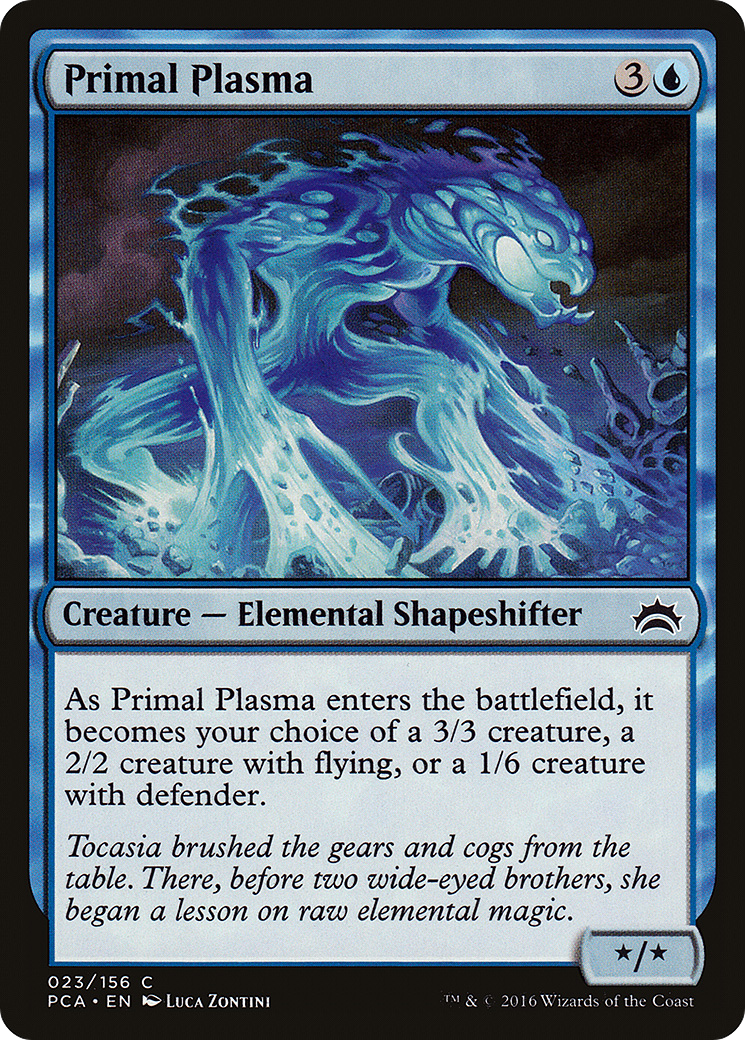 Primal Plasma 3
Creature — Elemental Shapeshifter
As Primal Plasma enters the battlefield, it
becomes your choice of a 3/3 creature, a
2/2 creature with flying, or a 1/6 creature
with defender.
Tocasia brushed the gears and cogs from the
table. There, before two wide-eyed brothers, she
began a lesson on raw elemental magic.
★/★
023/156 C
PCA • EN Luca Zontini ™ & © 2016 Wizards of the Coast